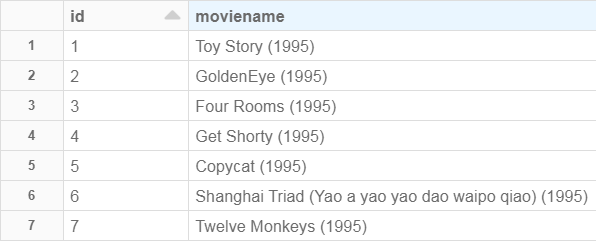 id moviename
1 1 Toy Story (1995)
2 2 GoldenEye (1995)
3 3 Four Rooms (1995)
4 4 Get Shorty (1995)
5 5 Copycat (1995)
6 6 Shanghai Triad (Yao a yao yao dao waipo qiao) (1995)
7 7 Twelve Monkeys (1995)